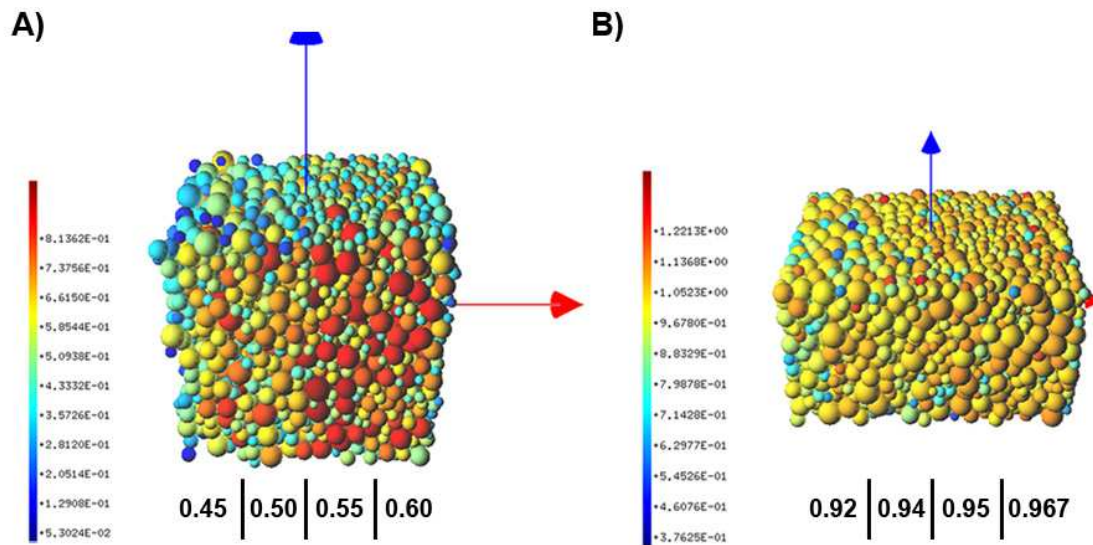 A)
*8.1362E-01
*7.3756E-01
*6.6150E-01
*5.8544E-01
*5.0938E-01
*4.3332E-01
*3.5726E-01
*2.8120E-01
*2.0514E-01
*1.2908E-01
*5.3024E-02
0.45 | 0.50 | 0.55 | 0.60
B)
*1.2213E+00
*1.1368E+00
*1.0523E+00
*9.6780E-01
*8.8329E-01
*7.9878E-01
*7.1428E-01
*6.2977E-01
*5.4526E-01
*4.6076E-01
*3.7625E-01
0.92 | 0.94 | 0.95 | 0.967